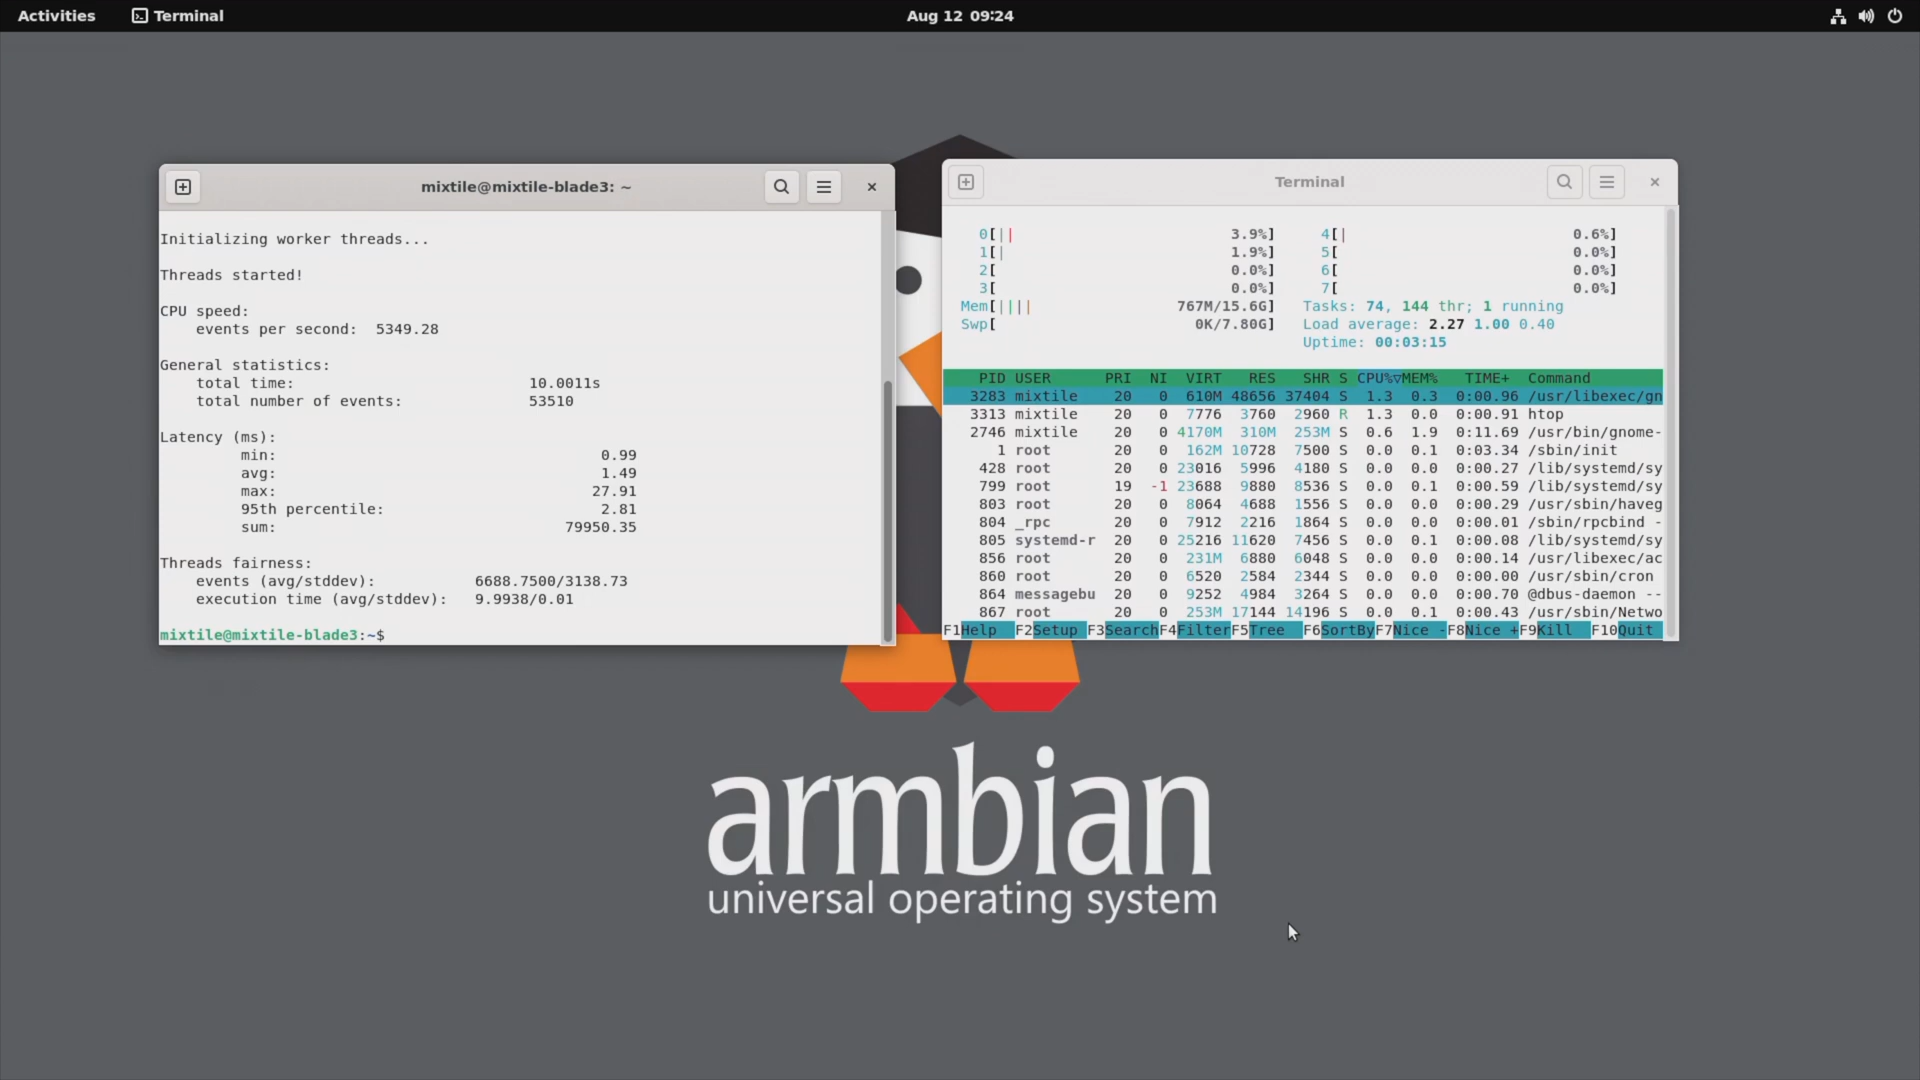 Activities Terminal Aug 12 09:24
mixtile@mixtile-blade3: ~
Initializing worker threads...
Threads started!
CPU speed:
events per second: 5349.28
General statistics:
total time: 10.0011s
total number of events: 53510
Latency (ms):
min: 0.99
avg: 1.49
max: 27.91
95th percentile: 2.81
sum: 79950.35
Threads fairness:
events (avg/stddev): 6688.7500/3138.73
execution time (avg/stddev): 9.9938/0.01
mixtile@mixtile-blade3:~$
Terminal
0[|| 3.9%] 4[| 0.6%]
1[| 1.9%] 5[ 0.0%]
2[ 0.0%] 6[ 0.0%]
3[ 0.0%] 7[ 0.0%]
Mem[|||| 767M/15.6G] Tasks: 74, 144 thr; 1 running
Swp[ 0K/7.80G] Load average: 2.27 1.00 0.40
Uptime: 00:03:15
PID USER PRI NI VIRT RES SHR S CPU%▽MEM% TIME+ Command
3283 mixtile 20 0 610M 48656 37404 S 1.3 0.3 0:00.96 /usr/libexec/gn
3313 mixtile 20 0 7776 3760 2960 R 1.3 0.0 0:00.91 htop
2746 mixtile 20 0 4170M 310M 253M S 0.6 1.9 0:11.69 /usr/bin/gnome-
1 root 20 0 162M 10728 7500 S 0.0 0.1 0:03.34 /sbin/init
428 root 20 0 23016 5996 4180 S 0.0 0.0 0:00.27 /lib/systemd/sy
799 root 19 -1 23688 9880 8536 S 0.0 0.1 0:00.59 /lib/systemd/sy
803 root 20 0 8064 4688 1556 S 0.0 0.0 0:00.29 /usr/sbin/haveg
804 _rpc 20 0 7912 2216 1864 S 0.0 0.0 0:00.01 /sbin/rpcbind -
805 systemd-r 20 0 25216 11620 7456 S 0.0 0.1 0:00.08 /lib/systemd/sy
856 root 20 0 231M 6880 6048 S 0.0 0.0 0:00.14 /usr/libexec/ac
860 root 20 0 6520 2584 2344 S 0.0 0.0 0:00.00 /usr/sbin/cron
864 messagebu 20 0 9252 4984 3264 S 0.0 0.0 0:00.70 @dbus-daemon --
867 root 20 0 253M 17144 14196 S 0.0 0.1 0:00.43 /usr/sbin/Netwo
F1Help F2Setup F3SearchF4FilterF5Tree F6SortByF7Nice -F8Nice +F9Kill F10Quit
armbian
universal operating system